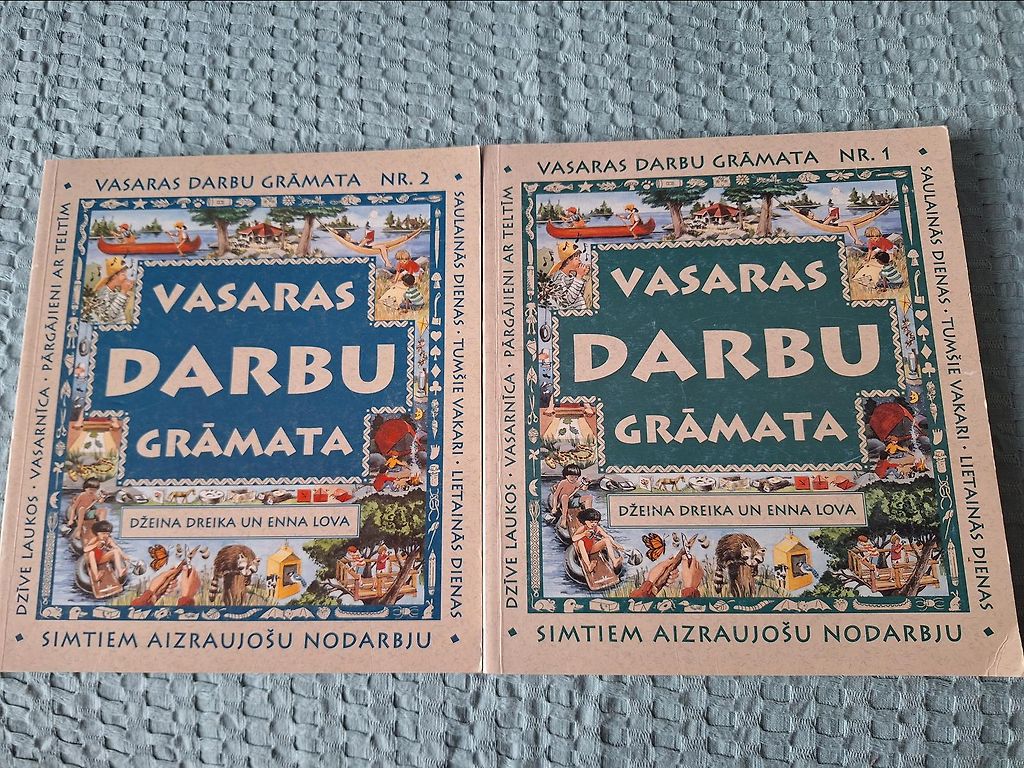 VASARAS DARBU GRĀMATA NR. 2
DZĪVE LAUKOS · VASARNĪCA · PĀRGĀJIENI AR TELTĪM
SAULAINĀS DIENAS · TUMŠIE VAKARI · LIETAINĀS DIENAS
VASARAS
DARBU
GRĀMATA
DŽEINA DREIKA UN ENNA LOVA
SIMTIEM AIZRAUJOŠU NODARBJU
VASARAS DARBU GRĀMATA NR. 1
DZĪVE LAUKOS · VASARNĪCA · PĀRGĀJIENI AR TELTĪM
SAULAINĀS DIENAS · TUMŠIE VAKARI · LIETAINĀS DIENAS
VASARAS
DARBU
GRĀMATA
DŽEINA DREIKA UN ENNA LOVA
SIMTIEM AIZRAUJOŠU NODARBJU